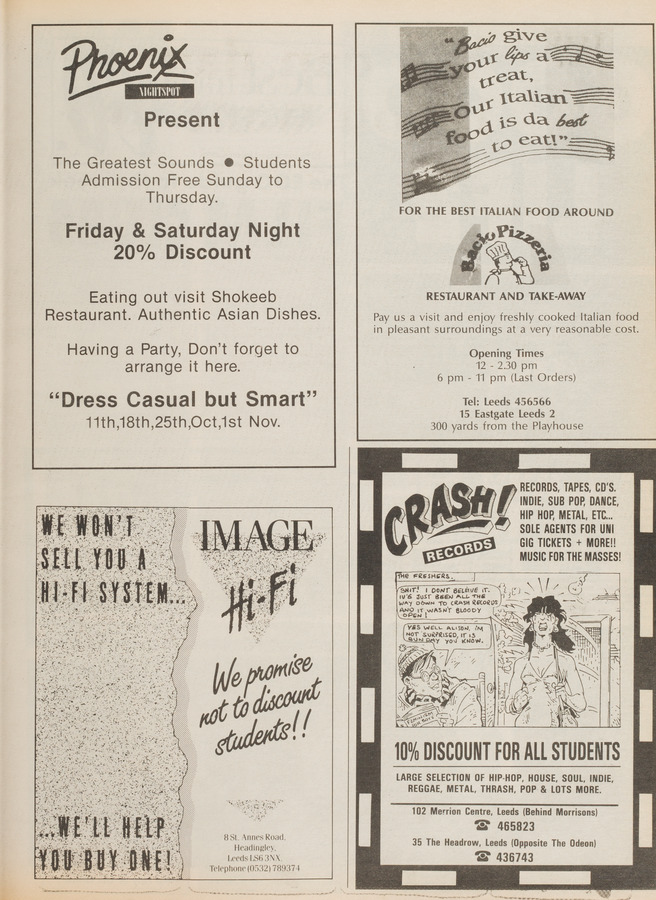 Phoenix
NIGHTSPOT
Present
The Greatest Sounds ● Students
Admission Free Sunday to
Thursday.
Friday & Saturday Night
20% Discount
Eating out visit Shokeeb
Restaurant. Authentic Asian Dishes.
Having a Party, Don't forget to
arrange it here.
"Dress Casual but Smart"
11th,18th,25th,Oct,1st Nov.
"Bacio give
your lips a
treat,
Our Italian
food is da best
to eat!"
FOR THE BEST ITALIAN FOOD AROUND
Bacio Pizzeria
RESTAURANT AND TAKE-AWAY
Pay us a visit and enjoy freshly cooked Italian food
in pleasant surroundings at a very reasonable cost.
Opening Times
12 - 2.30 pm
6 pm - 11 pm (Last Orders)
Tel: Leeds 456566
15 Eastgate Leeds 2
300 yards from the Playhouse
WE WON'T
SELL YOU A
HI-FI SYSTEM...
...WE'LL HELP
YOU BUY ONE!
IMAGE
Hi-Fi
We promise
not to discount
students!!
8 St. Annes Road,
Headingley,
Leeds LS6 3NX.
Telephone (0532) 789374
CRASH!
RECORDS
RECORDS, TAPES, CD'S.
INDIE, SUB POP, DANCE,
HIP HOP, METAL, ETC...
SOLE AGENTS FOR UNI
GIG TICKETS + MORE!!
MUSIC FOR THE MASSES!
THE FRESHERS.
SHIT! I DONT BELEIVE IT.
IV'E JUST BEEN ALL THE
WAY DOWN TO CRASH RECORDS
AND IT WASNT BLOODY
OPEN!
YES WELL ALISON, I'M
NOT SURPRISED, IT IS
SUNDAY YOU KNOW.
10% DISCOUNT FOR ALL STUDENTS
LARGE SELECTION OF HIP-HOP, HOUSE, SOUL, INDIE,
REGGAE, METAL, THRASH, POP & LOTS MORE.
102 Merrion Centre, Leeds (Behind Morrisons)
☎ 465823
35 The Headrow, Leeds (Opposite The Odeon)
☎ 436743